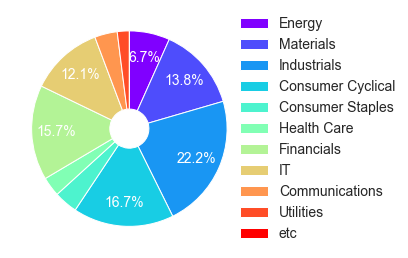 6.7%
13.8%
22.2%
16.7%
15.7%
12.1%
Energy
Materials
Industrials
Consumer Cyclical
Consumer Staples
Health Care
Financials
IT
Communications
Utilities
etc